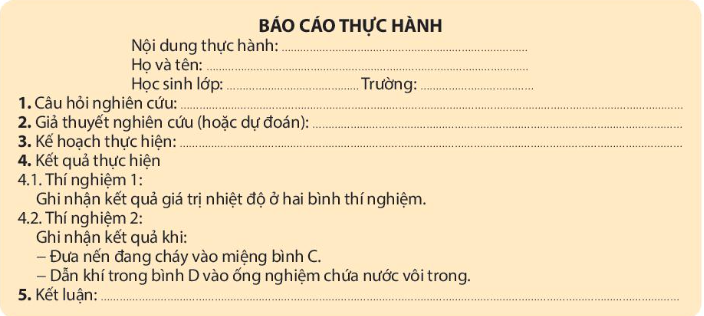 BÁO CÁO THỰC HÀNH
Nội dung thực hành: ........................................
Họ và tên: ........................................
Học sinh lớp: .................... Trường: ....................
1. Câu hỏi nghiên cứu: ........................................
2. Giả thuyết nghiên cứu (hoặc dự đoán): ........................................
3. Kế hoạch thực hiện: ........................................
4. Kết quả thực hiện
4.1. Thí nghiệm 1:
Ghi nhận kết quả giá trị nhiệt độ ở hai bình thí nghiệm.
4.2. Thí nghiệm 2:
Ghi nhận kết quả khi:
– Đưa nến đang cháy vào miệng bình C.
– Dẫn khí trong bình D vào ống nghiệm chứa nước vôi trong.
5. Kết luận: ........................................